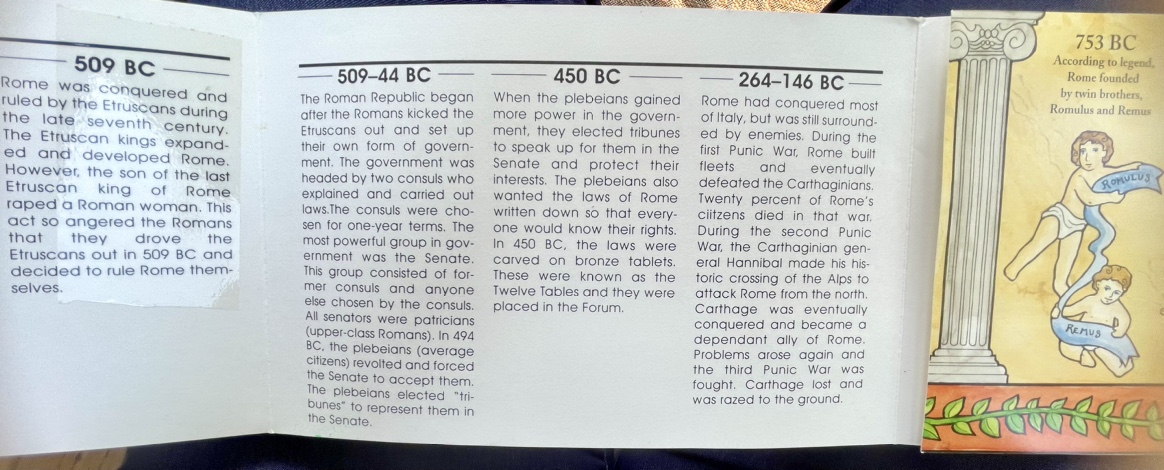 509 BC
Rome was conquered and
ruled by the Etruscans during
the late seventh century.
The Etruscan kings expand-
ed and developed Rome.
However, the son of the last
Etruscan king of Rome
raped a Roman woman. This
act so angered the Romans
that they drove the
Etruscans out in 509 BC and
decided to rule Rome them-
selves.
509–44 BC
The Roman Republic began
after the Romans kicked the
Etruscans out and set up
their own form of govern-
ment. The government was
headed by two consuls who
explained and carried out
laws.The consuls were cho-
sen for one-year terms. The
most powerful group in gov-
ernment was the Senate.
This group consisted of for-
mer consuls and anyone
else chosen by the consuls.
All senators were patricians
(upper-class Romans). In 494
BC, the plebeians (average
citizens) revolted and forced
the Senate to accept them.
The plebeians elected "tri-
bunes" to represent them in
the Senate.
450 BC
When the plebeians gained
more power in the govern-
ment, they elected tribunes
to speak up for them in the
Senate and protect their
interests. The plebeians also
wanted the laws of Rome
written down so that every-
one would know their rights.
In 450 BC, the laws were
carved on bronze tablets.
These were known as the
Twelve Tables and they were
placed in the Forum.
264–146 BC
Rome had conquered most
of Italy, but was still surround-
ed by enemies. During the
first Punic War, Rome built
fleets and eventually
defeated the Carthaginians.
Twenty percent of Rome's
ciitzens died in that war.
During the second Punic
War, the Carthaginian gen-
eral Hannibal made his his-
toric crossing of the Alps to
attack Rome from the north.
Carthage was eventually
conquered and became a
dependant ally of Rome.
Problems arose again and
the third Punic War was
fought. Carthage lost and
was razed to the ground.
753 BC
According to legend,
Rome founded
by twin brothers,
Romulus and Remus
ROMULUS
REMUS